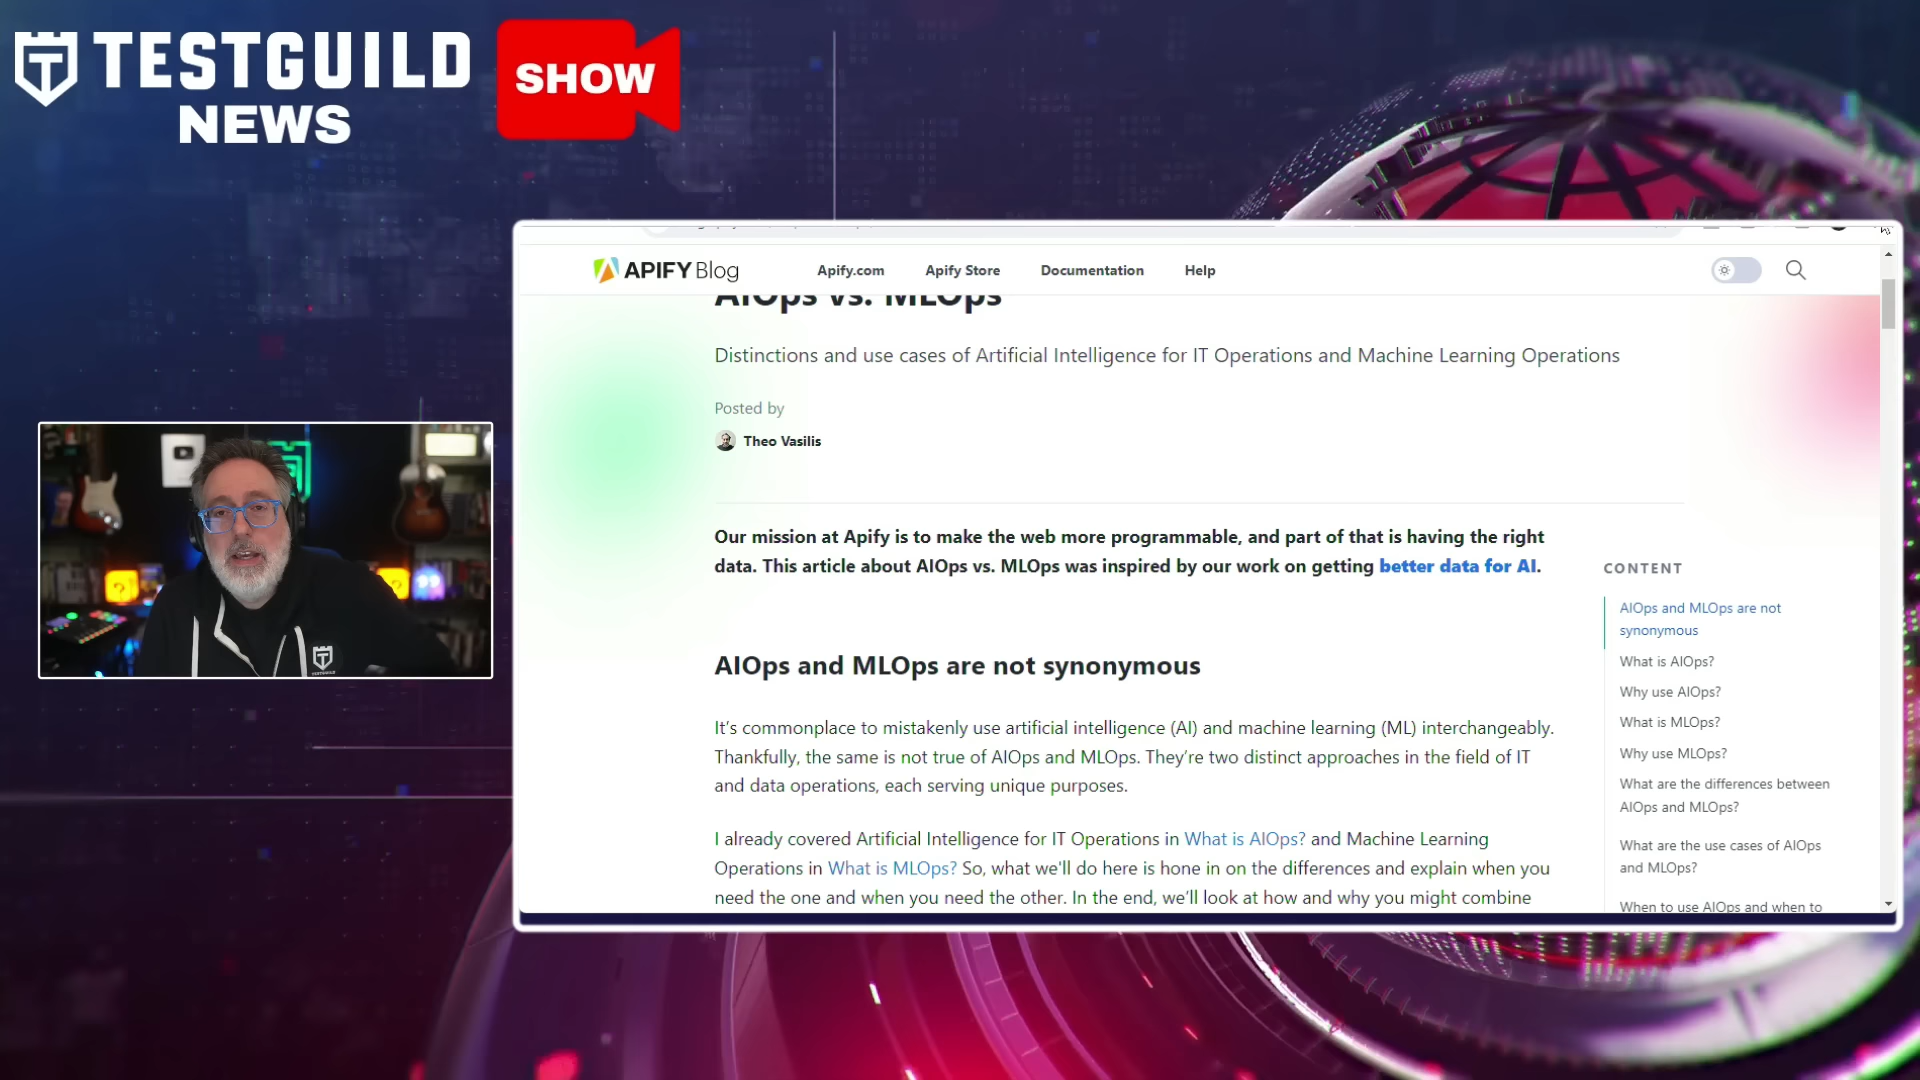 TESTGUILD
NEWS
SHOW
APIFY Blog
Apify.com
Apify Store
Documentation
Help
AIOps vs. MLOps
Distinctions and use cases of Artificial Intelligence for IT Operations and Machine Learning Operations
Posted by
Theo Vasilis
Our mission at Apify is to make the web more programmable, and part of that is having the right
data. This article about AIOps vs. MLOps was inspired by our work on getting better data for AI.
AIOps and MLOps are not synonymous
It's commonplace to mistakenly use artificial intelligence (AI) and machine learning (ML) interchangeably.
Thankfully, the same is not true of AIOps and MLOps. They're two distinct approaches in the field of IT
and data operations, each serving unique purposes.
I already covered Artificial Intelligence for IT Operations in What is AIOps? and Machine Learning
Operations in What is MLOps? So, what we'll do here is hone in on the differences and explain when you
need the one and when you need the other. In the end, we'll look at how and why you might combine
CONTENT
AIOps and MLOps are not
synonymous
What is AIOps?
Why use AIOps?
What is MLOps?
Why use MLOps?
What are the differences between
AIOps and MLOps?
What are the use cases of AIOps
and MLOps?
When to use AIOps and when to